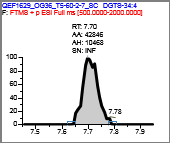 QEF1629_OG36_T5-60-2-7_SC DGT8-34:4
F: FTMS + p ESI Full ms [500.0000-2000.0000]
RT: 7.70
AA: 42846
AH: 10468
SN: INF
100
80
60
40
20
0
7.78
7.5 7.6 7.7 7.8 7.9